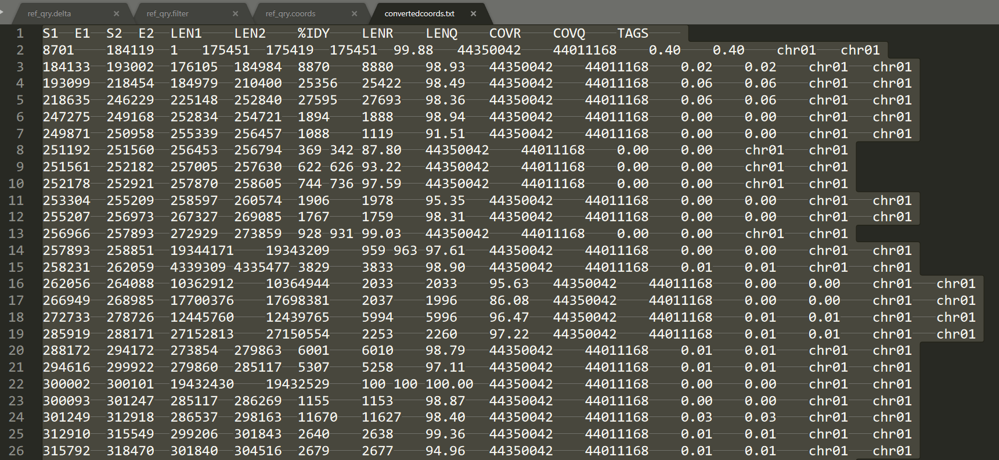 ref_qry.delta × ref_qry.filter × ref_qry.coords × convertedcoords.txt ×
1 S1 E1 S2 E2 LEN1 LEN2 %IDY LENR LENQ COVR COVQ TAGS
2 8701 184119 1 175451 175419 175451 99.88 44350042 44011168 0.40 0.40 chr01 chr01
3 184133 193002 176105 184984 8870 8880 98.93 44350042 44011168 0.02 0.02 chr01 chr01
4 193099 218454 184979 210400 25356 25422 98.49 44350042 44011168 0.06 0.06 chr01 chr01
5 218635 246229 225148 252840 27595 27693 98.36 44350042 44011168 0.06 0.06 chr01 chr01
6 247275 249168 252834 254721 1894 1888 98.94 44350042 44011168 0.00 0.00 chr01 chr01
7 249871 250958 255339 256457 1088 1119 91.51 44350042 44011168 0.00 0.00 chr01 chr01
8 251192 251560 256453 256794 369 342 87.80 44350042 44011168 0.00 0.00 chr01 chr01
9 251561 252182 257005 257630 622 626 93.22 44350042 44011168 0.00 0.00 chr01 chr01
10 252178 252921 257870 258605 744 736 97.59 44350042 44011168 0.00 0.00 chr01 chr01
11 253304 255209 258597 260574 1906 1978 95.35 44350042 44011168 0.00 0.00 chr01 chr01
12 255207 256973 267327 269085 1767 1759 98.31 44350042 44011168 0.00 0.00 chr01 chr01
13 256966 257893 272929 273859 928 931 99.03 44350042 44011168 0.00 0.00 chr01 chr01
14 257893 258851 19344171 19343209 959 963 97.61 44350042 44011168 0.00 0.00 chr01 chr01
15 258231 262059 4339309 4335477 3829 3833 98.90 44350042 44011168 0.01 0.01 chr01 chr01
16 262056 264088 10362912 10364944 2033 2033 95.63 44350042 44011168 0.00 0.00 chr01 chr01
17 266949 268985 17700376 17698381 2037 1996 86.08 44350042 44011168 0.00 0.00 chr01 chr01
18 272733 278726 12445760 12439765 5994 5996 96.47 44350042 44011168 0.01 0.01 chr01 chr01
19 285919 288171 27152813 27150554 2253 2260 97.22 44350042 44011168 0.01 0.01 chr01 chr01
20 288172 294172 273854 279863 6001 6010 98.79 44350042 44011168 0.01 0.01 chr01 chr01
21 294616 299922 279860 285117 5307 5258 97.11 44350042 44011168 0.01 0.01 chr01 chr01
22 300002 300101 19432430 19432529 100 100 100.00 44350042 44011168 0.00 0.00 chr01 chr01
23 300093 301247 285117 286269 1155 1153 98.87 44350042 44011168 0.00 0.00 chr01 chr01
24 301249 312918 286537 298163 11670 11627 98.40 44350042 44011168 0.03 0.03 chr01 chr01
25 312910 315549 299206 301843 2640 2638 99.36 44350042 44011168 0.01 0.01 chr01 chr01
26 315792 318470 301840 304516 2679 2677 94.96 44350042 44011168 0.01 0.01 chr01 chr01